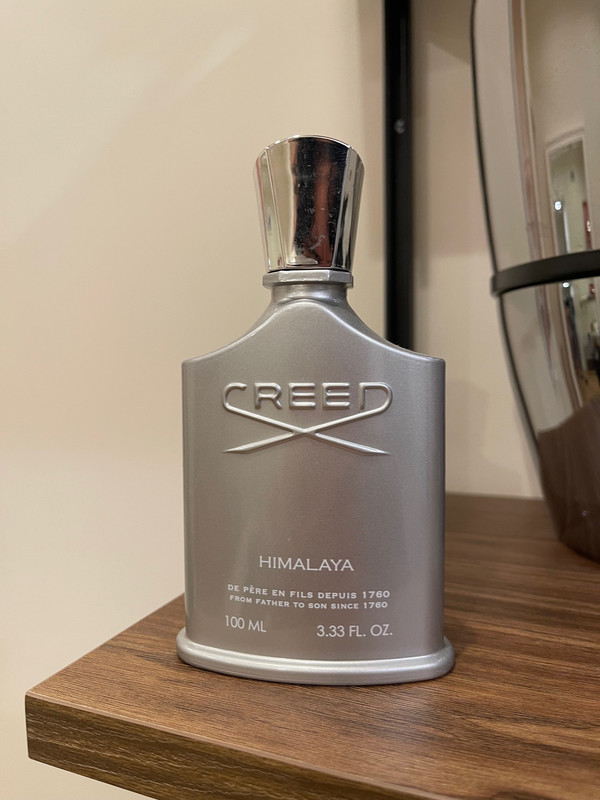 CREED
HIMALAYA
DE PÈRE EN FILS DEPUIS 1760
FROM FATHER TO SON SINCE 1760
100 ML 3.33 FL. OZ.